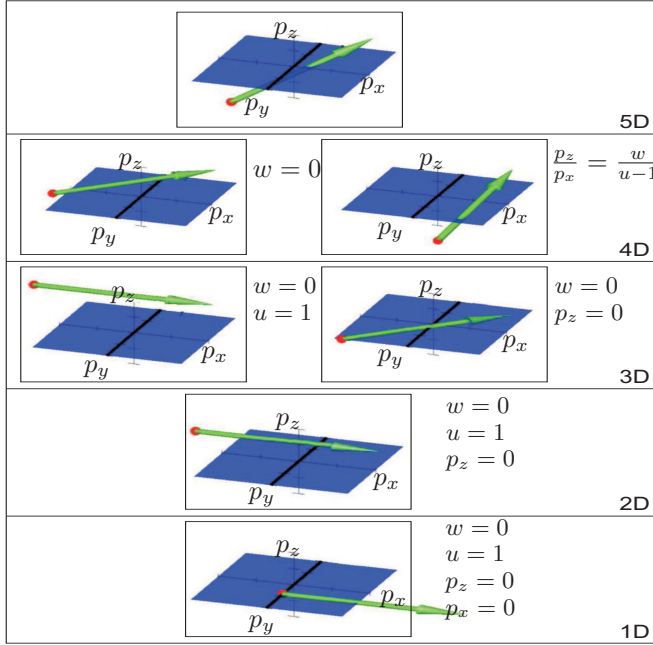 p_z
p_x
p_y
5D
p_z
w = 0
p_x
p_y
p_z
p_z/p_x = w/(u−1)
p_x
p_y
4D
p_z
w = 0
u = 1
p_x
p_y
p_z
w = 0
p_z = 0
p_x
p_y
3D
p_z
w = 0
u = 1
p_z = 0
p_x
p_y
2D
p_z
w = 0
u = 1
p_z = 0
p_x
p_x = 0
p_y
1D